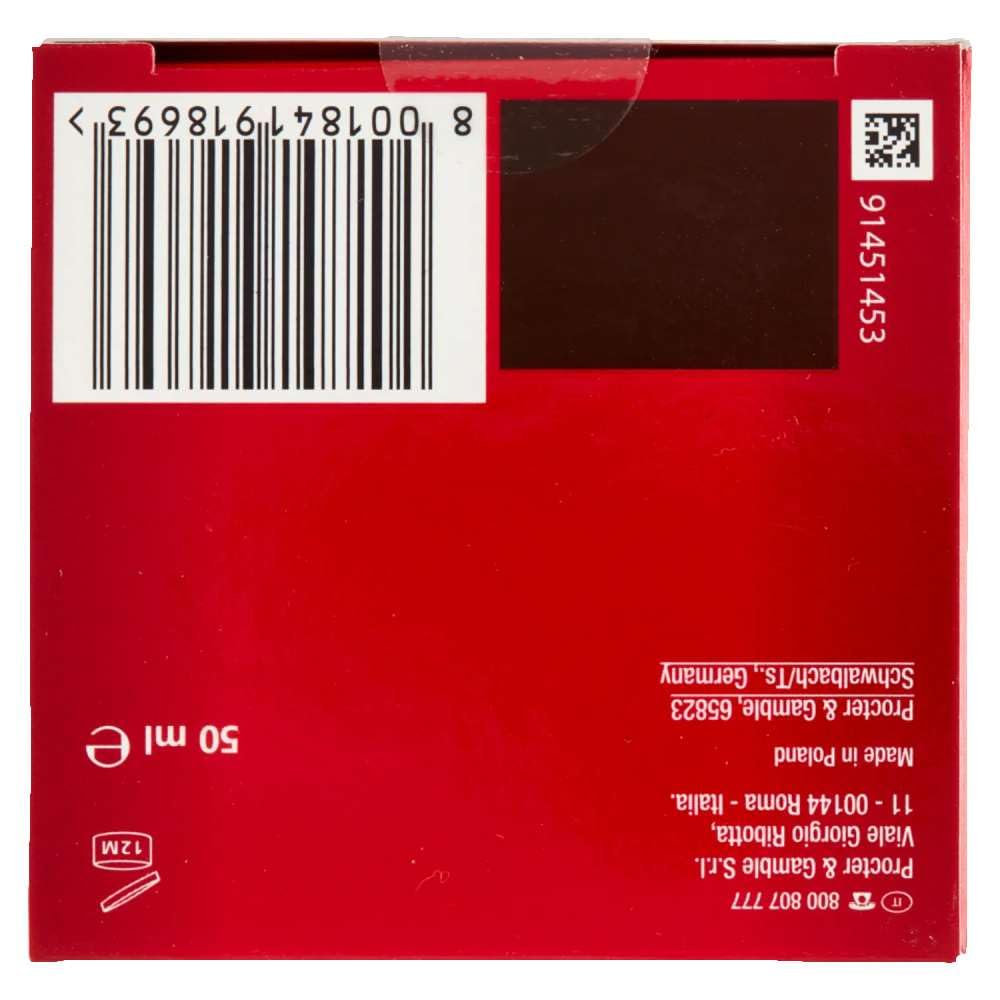 IT 800 807 777
Procter & Gamble S.r.l.
Viale Giorgio Ribotta,
11 - 00144 Roma - Italia.
Made in Poland
Procter & Gamble, 65823
Schwalbach/Ts., Germany
12M
50 ml ℮
91451453
8 001841 918693 >